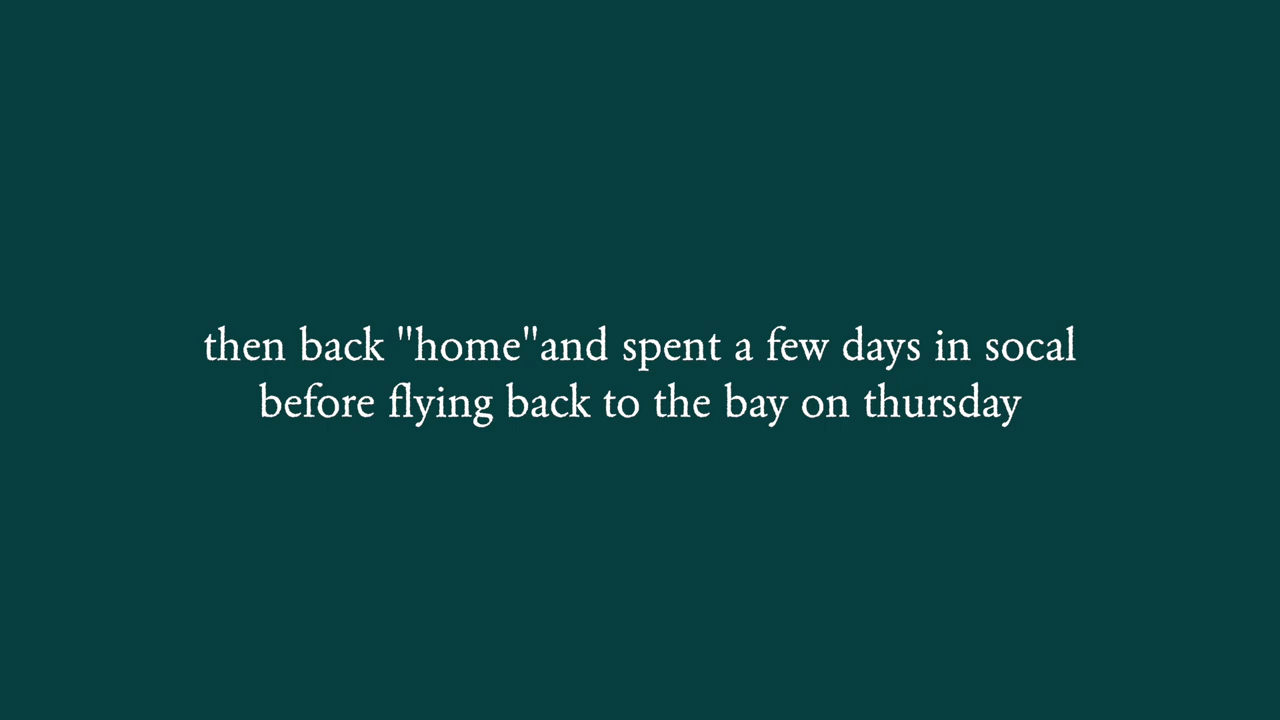 then back "home"and spent a few days in socal
before flying back to the bay on thursday